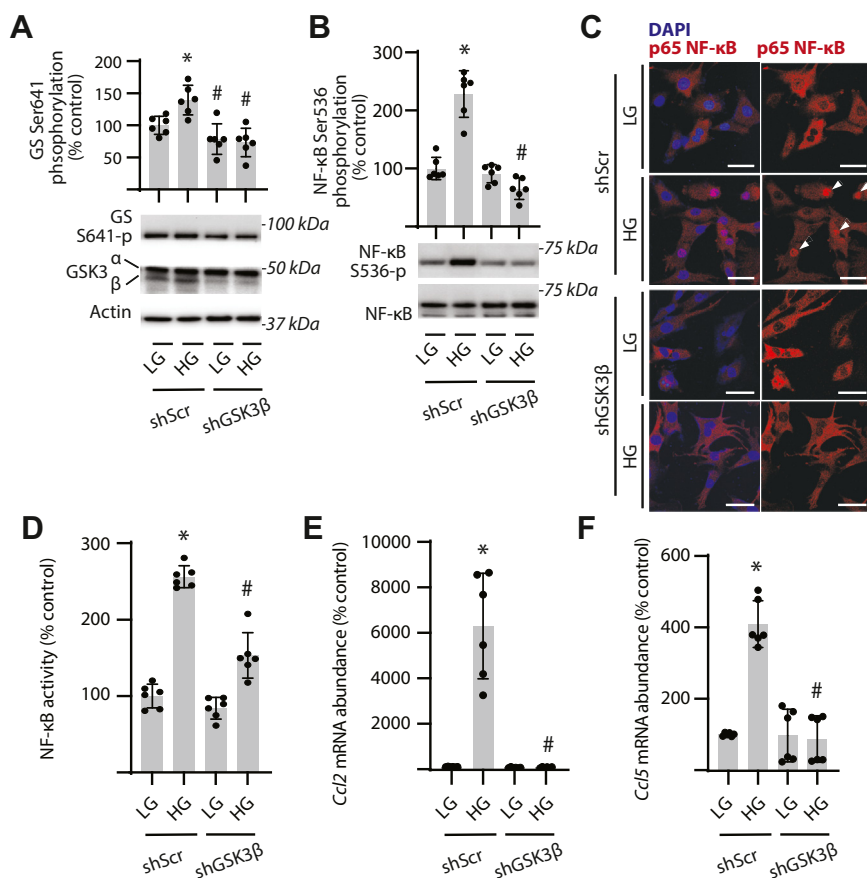 A
GS Ser641
phsophorylation
(% control)
200
150
100
50
*
#
#
GS
S641-p
-100 kDa
α
GSK3
β
-50 kDa
Actin
-37 kDa
LG
HG
LG
HG
shScr
shGSK3β
B
NF-κB Ser536
phosphorylation
(% control)
300
200
100
*
#
NF-κB
S536-p
-75 kDa
-75 kDa
NF-κB
LG
HG
LG
HG
shScr
shGSK3β
C
DAPI
p65 NF-κB
p65 NF-κB
shScr
LG
HG
shGSK3β
LG
HG
D
NF-κB activity (% control)
300
200
100
*
#
LG
HG
LG
HG
shScr
shGSK3β
E
Ccl2 mRNA abundance (% control)
10000
8000
6000
4000
2000
0
*
#
LG
HG
LG
HG
shScr
shGSK3β
F
Ccl5 mRNA abundance (% control)
600
400
200
0
*
#
LG
HG
LG
HG
shScr
shGSK3β